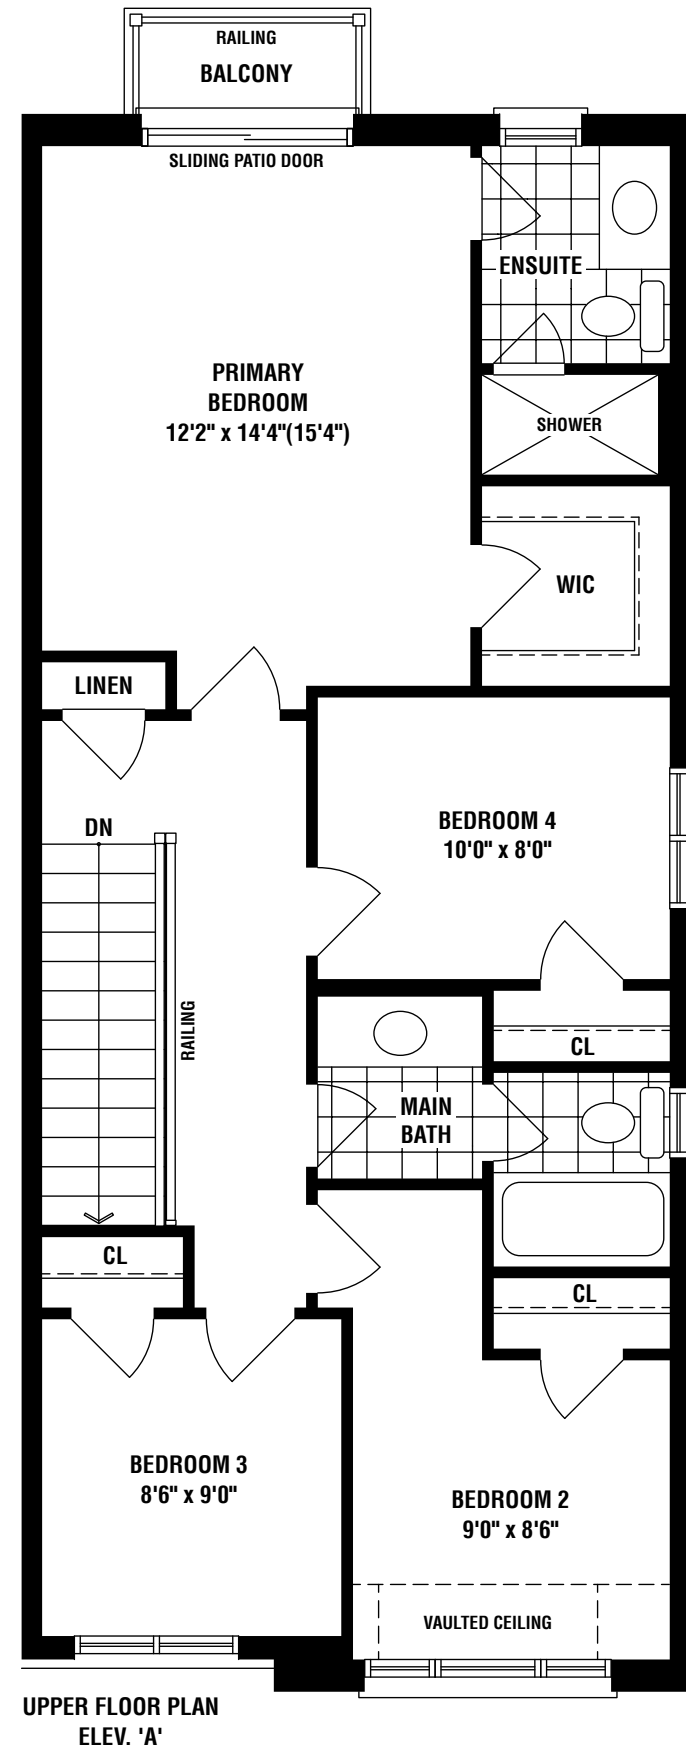 RAILING
BALCONY
SLIDING PATIO DOOR
ENSUITE
PRIMARY
BEDROOM
12'2" x 14'4"(15'4")
SHOWER
WIC
LINEN
DN
BEDROOM 4
10'0" x 8'0"
RAILING
CL
MAIN
BATH
CL
CL
BEDROOM 3
8'6" x 9'0"
BEDROOM 2
9'0" x 8'6"
VAULTED CEILING
UPPER FLOOR PLAN
ELEV. 'A'